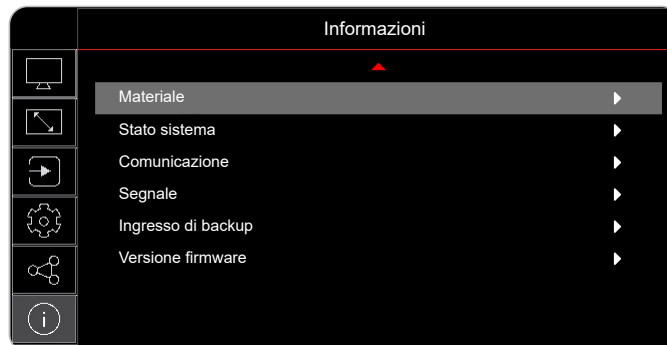 Informazioni
Materiale
Stato sistema
Comunicazione
Segnale
Ingresso di backup
Versione firmware